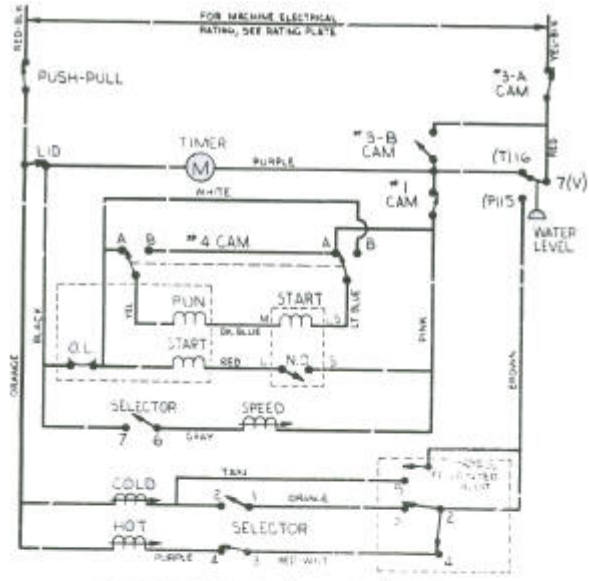 FOR MACHINE ELECTRICAL
RATING, SEE RATING PLATE
RED-BLK
YEL-BLK
PUSH-PULL
#3-A
CAM
LID
TIMER
M
PURPLE
#3-B
CAM
(T)16
RED
7(V)
#1
CAM
(P)15
WATER
LEVEL
WHITE
A
B
#4 CAM
A
B
YEL
RUN
M
DK BLUE
START
LS
LT BLUE
PINK
BLACK
O.L.
START
RED
L
N.O.
S
ORANGE
BROWN
SELECTOR
SPEED
7
6
GRAY
TAN
COLD
2
1
ORANGE
2
HOT
SELECTOR
PURPLE
4
3
RED-WHT
4